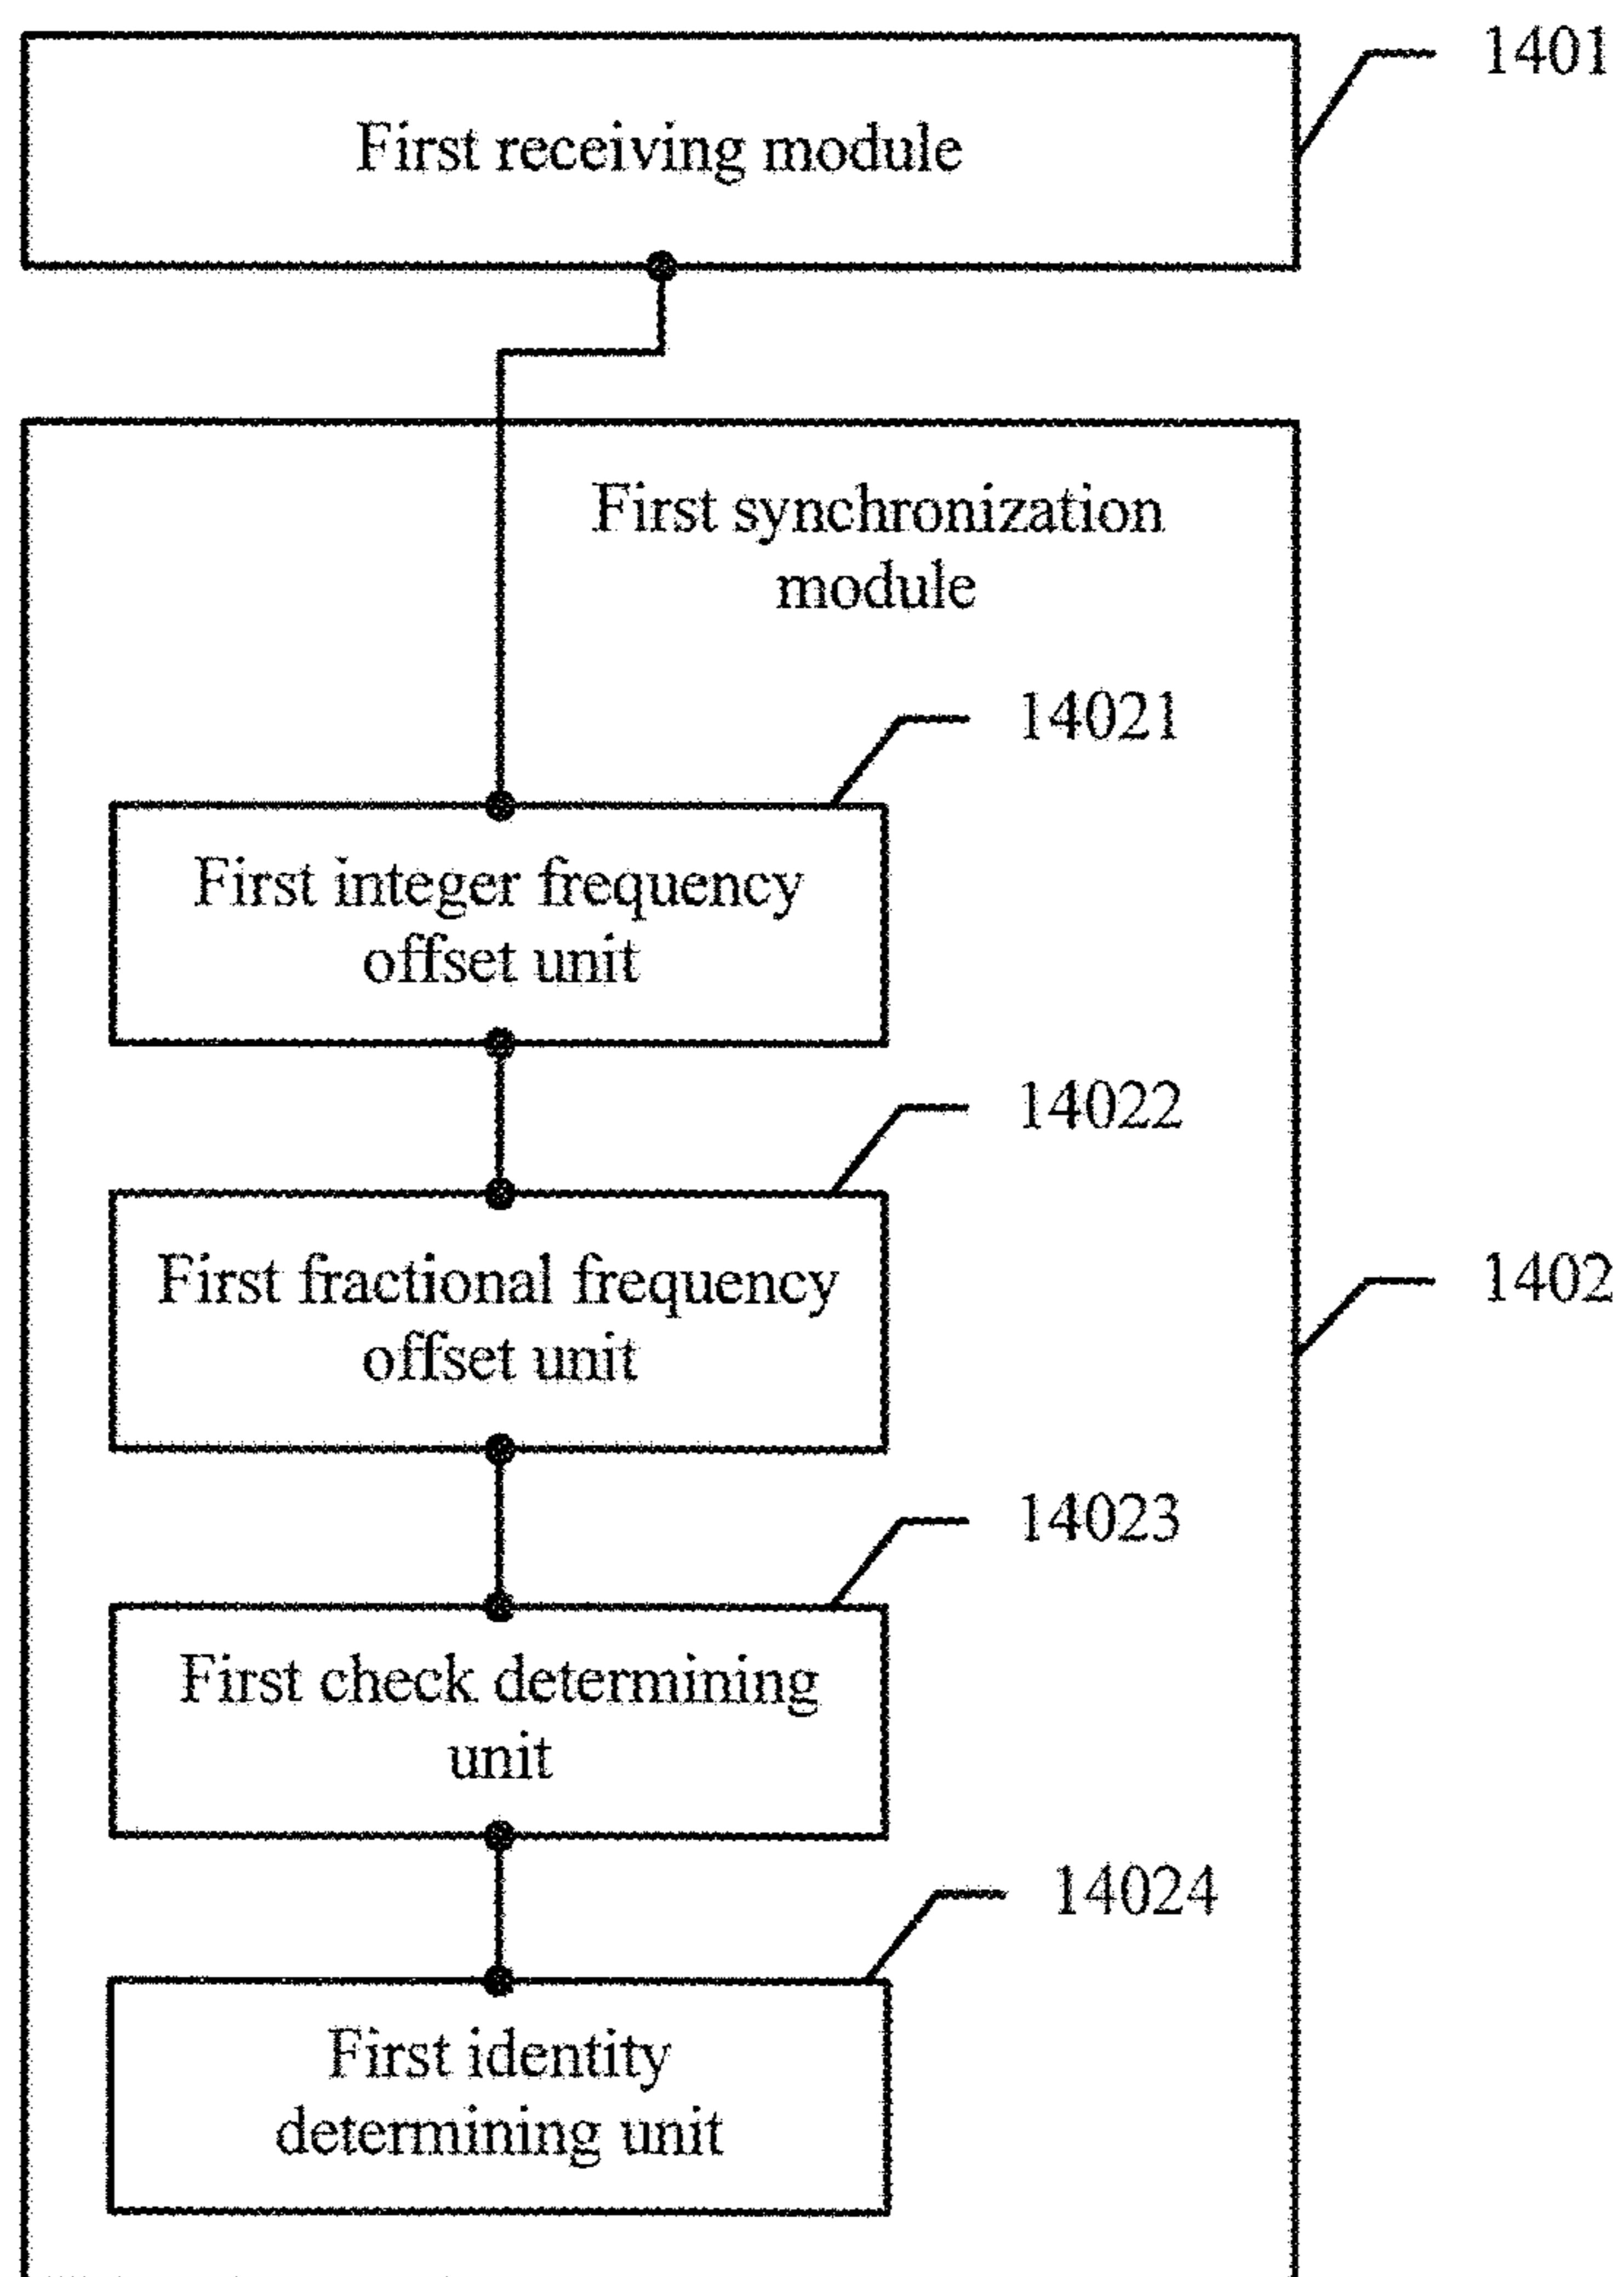 1401
First receiving module
First synchronization
module
14021
First integer frequency
offset unit
14022
First fractional frequency
offset unit
1402
14023
First check determining
unit
14024
First identity
determining unit